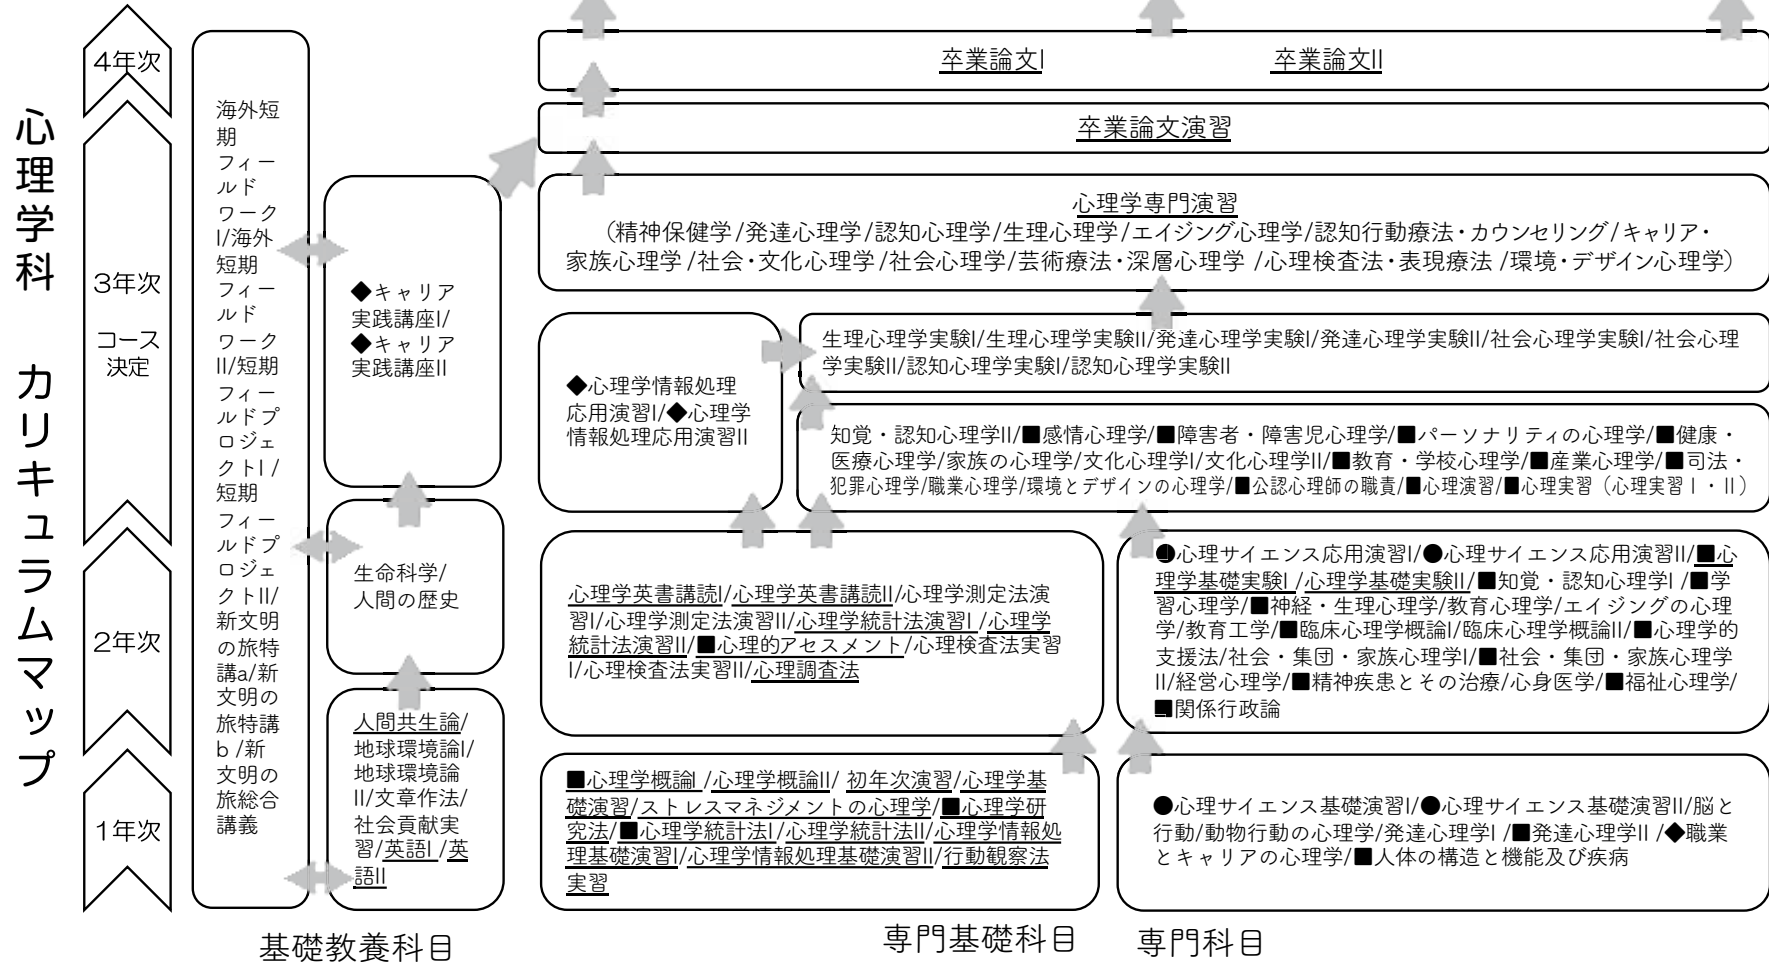 心理学科 カリキュラムマップ
4年次
3年次
コース
決定
2年次
1年次
海外短
期
フィー
ルド
ワーク
I/海外
短期
フィー
ルド
ワーク
II/短期
フィー
ルドプ
ロジェ
クトI /
短期
フィー
ルドプ
ロジェ
クトII/
新文明
の旅特
講a/新
文明の
旅特講
b /新
文明の
旅総合
講義
◆キャリア
実践講座I/
◆キャリア
実践講座II
生命科学/
人間の歴史
人間共生論/
地球環境論I/
地球環境論
II/文章作法/
社会貢献実
習/英語I /英
語II
基礎教養科目
卒業論文I 卒業論文II
卒業論文演習
心理学専門演習
（精神保健学/発達心理学/認知心理学/生理心理学/エイジング心理学/認知行動療法・カウンセリング/キャリア・
家族心理学 /社会・文化心理学 /社会心理学/芸術療法・深層心理学 /心理検査法・表現療法 /環境・デザイン心理学）
◆心理学情報処理
応用演習I/◆心理学
情報処理応用演習II
生理心理学実験I/生理心理学実験II/発達心理学実験I/発達心理学実験II/社会心理学実験I/社会心理
学実験II/認知心理学実験I/認知心理学実験II
知覚・認知心理学II/■感情心理学/■障害者・障害児心理学/■パーソナリティの心理学/■健康・
医療心理学/家族の心理学/文化心理学I/文化心理学II/■教育・学校心理学/■産業心理学/■司法・
犯罪心理学/職業心理学/環境とデザインの心理学/■公認心理師の職責/■心理演習/■心理実習（心理実習Ⅰ・Ⅱ）
心理学英書講読I/心理学英書講読II/心理学測定法演
習I/心理学測定法演習II/心理学統計法演習I /心理学
統計法演習II/■心理的アセスメント/心理検査法実習
I/心理検査法実習II/心理調査法
●心理サイエンス応用演習I/●心理サイエンス応用演習II/■心
理学基礎実験I /心理学基礎実験II/■知覚・認知心理学I /■学
習心理学/■神経・生理心理学/教育心理学/エイジングの心理
学/教育工学/■臨床心理学概論I/臨床心理学概論II/■心理学的
支援法/社会・集団・家族心理学I/■社会・集団・家族心理学
II/経営心理学/■精神疾患とその治療/心身医学/■福祉心理学/
■関係行政論
■心理学概論I /心理学概論II/ 初年次演習/心理学基
礎演習/ストレスマネジメントの心理学/■心理学研
究法/■心理学統計法I/心理学統計法II/心理学情報処
理基礎演習I/心理学情報処理基礎演習II/行動観察法
実習
●心理サイエンス基礎演習I/●心理サイエンス基礎演習II/脳と
行動/動物行動の心理学/発達心理学I /■発達心理学II /◆職業
とキャリアの心理学/■人体の構造と機能及び疾病
専門基礎科目
専門科目